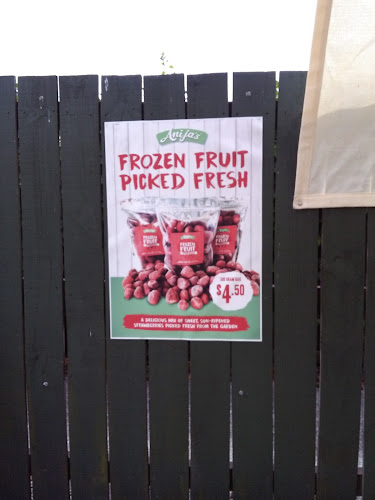 Anija's
FROZEN FRUIT
PICKED FRESH
FROZEN
FRUIT
$4.50
A DELICIOUS MIX OF SWEET, SUN-RIPENED
STRAWBERRIES PICKED FRESH FROM THE GARDEN